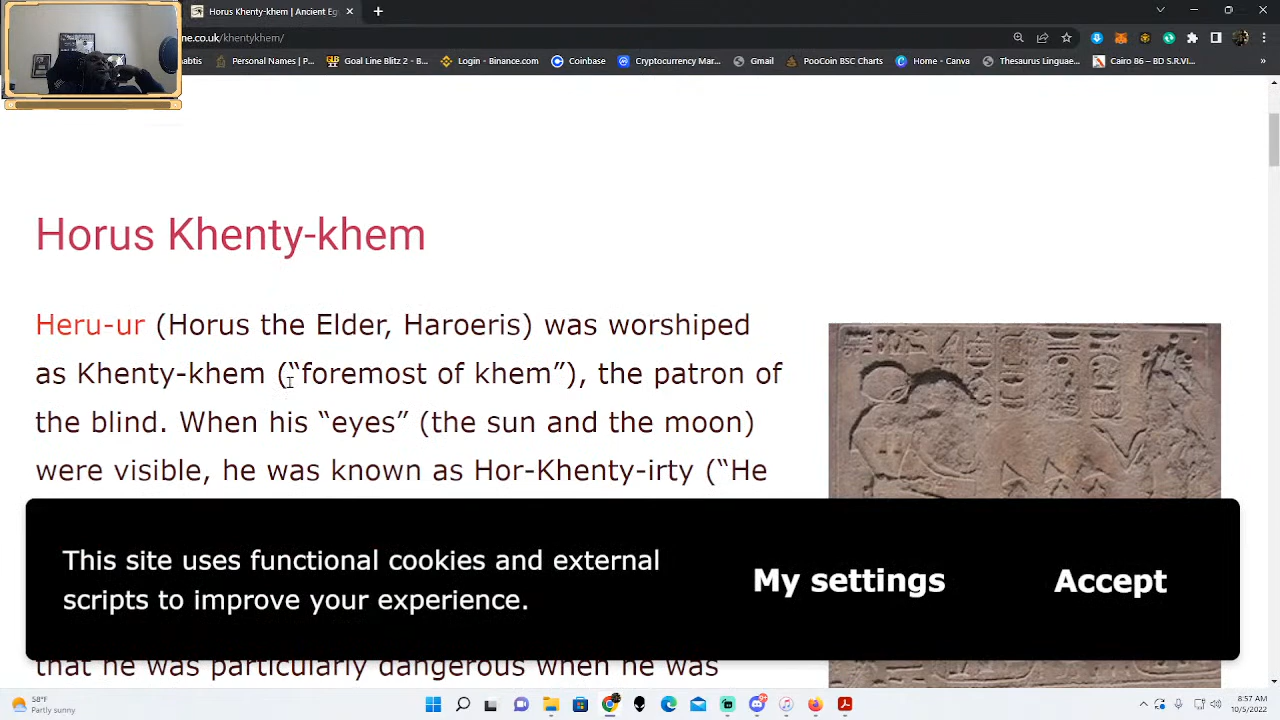 Horus Khenty-khem | Ancient Eg
ne.co.uk/khentykhem/
Personal Names | P...
Goal Line Blitz 2 - B...
Login - Binance.com
Coinbase
Cryptocurrency Mar...
Gmail
PooCoin BSC Charts
Home - Canva
Thesaurus Linguae...
Cairo bis – BD S.R.VI...
Horus Khenty-khem
Heru-ur (Horus the Elder, Haroeris) was worshiped
as Khenty-khem (“foremost of khem”), the patron of
the blind. When his “eyes” (the sun and the moon)
were visible, he was known as Hor-Khenty-irty (“He
This site uses functional cookies and external
scripts to improve your experience.
My settings
Accept
that he was particularly dangerous when he was
58°F
Partly sunny
8:57 AM
10/5/2022